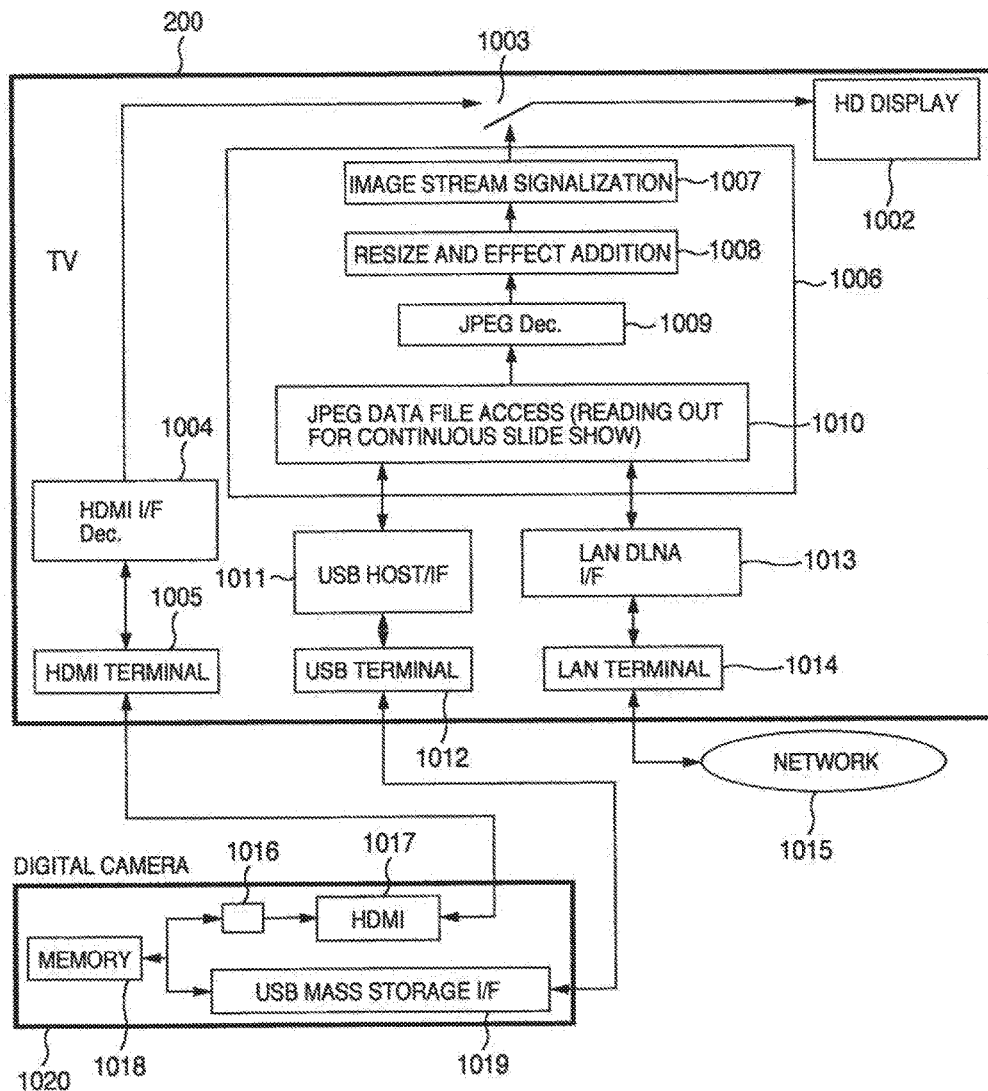 200
1003
HD DISPLAY
1002
IMAGE STREAM SIGNALIZATION
1007
TV
RESIZE AND EFFECT ADDITION
1008
1006
JPEG Dec.
1009
JPEG DATA FILE ACCESS (READING OUT
FOR CONTINUOUS SLIDE SHOW)
1010
1004
HDMI I/F
Dec.
1011
USB HOST/IF
LAN DLNA
I/F
1013
1005
HDMI TERMINAL
USB TERMINAL
LAN TERMINAL
1014
1012
NETWORK
1015
DIGITAL CAMERA
1016
1017
HDMI
MEMORY
USB MASS STORAGE I/F
1020
1018
1019